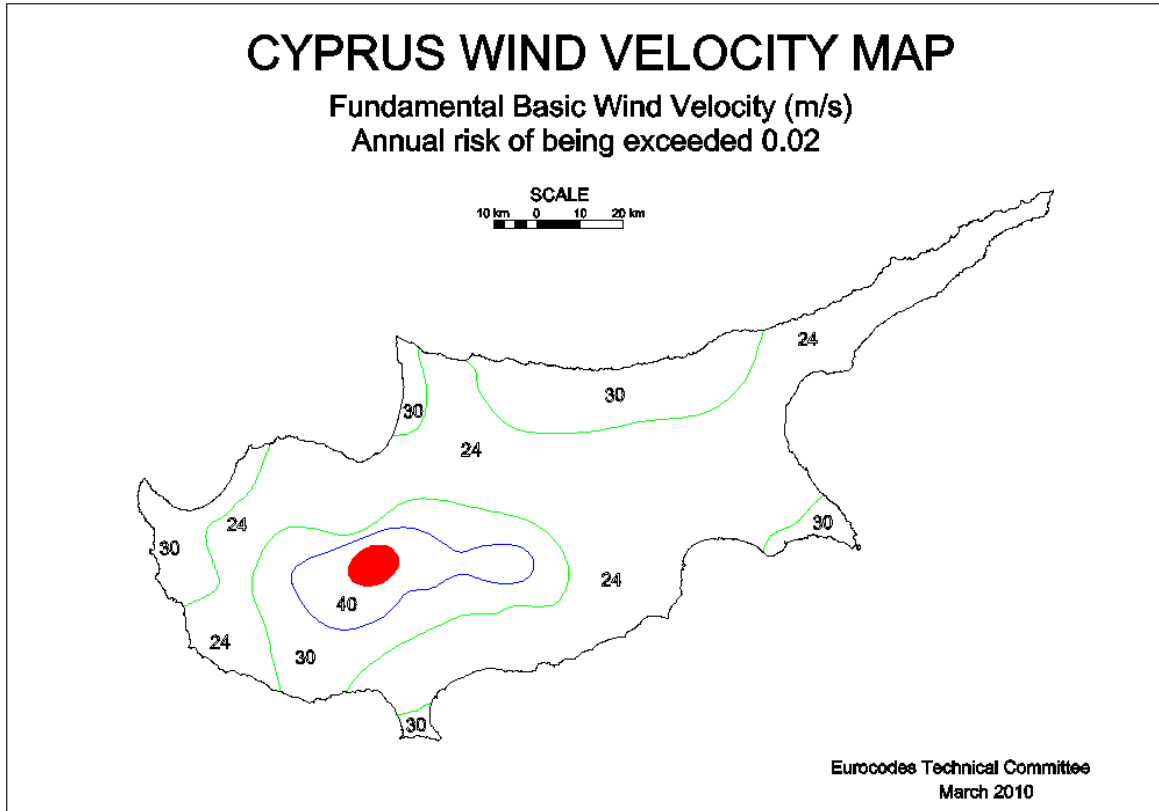 CYPRUS WIND VELOCITY MAP
Fundamental Basic Wind Velocity (m/s)
Annual risk of being exceeded 0.02
SCALE
10 km 0 10 20 km
24
30
30
24
30
24
30
24
40
24
30
30
Eurocodes Technical Committee
March 2010